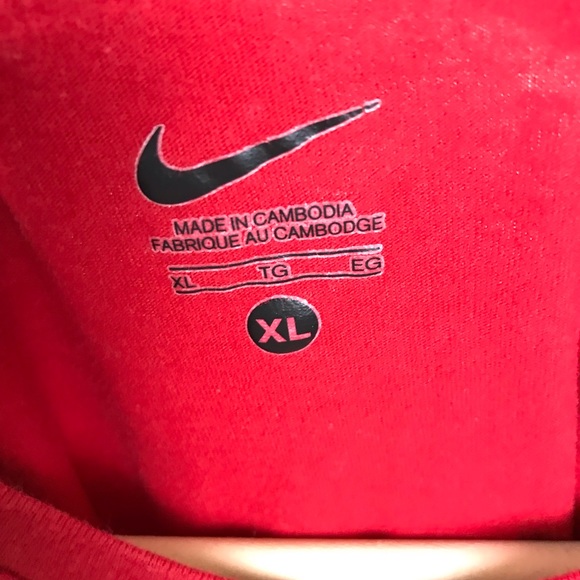 MADE IN CAMBODIA
FABRIQUE AU CAMBODGE
XL TG EG
XL